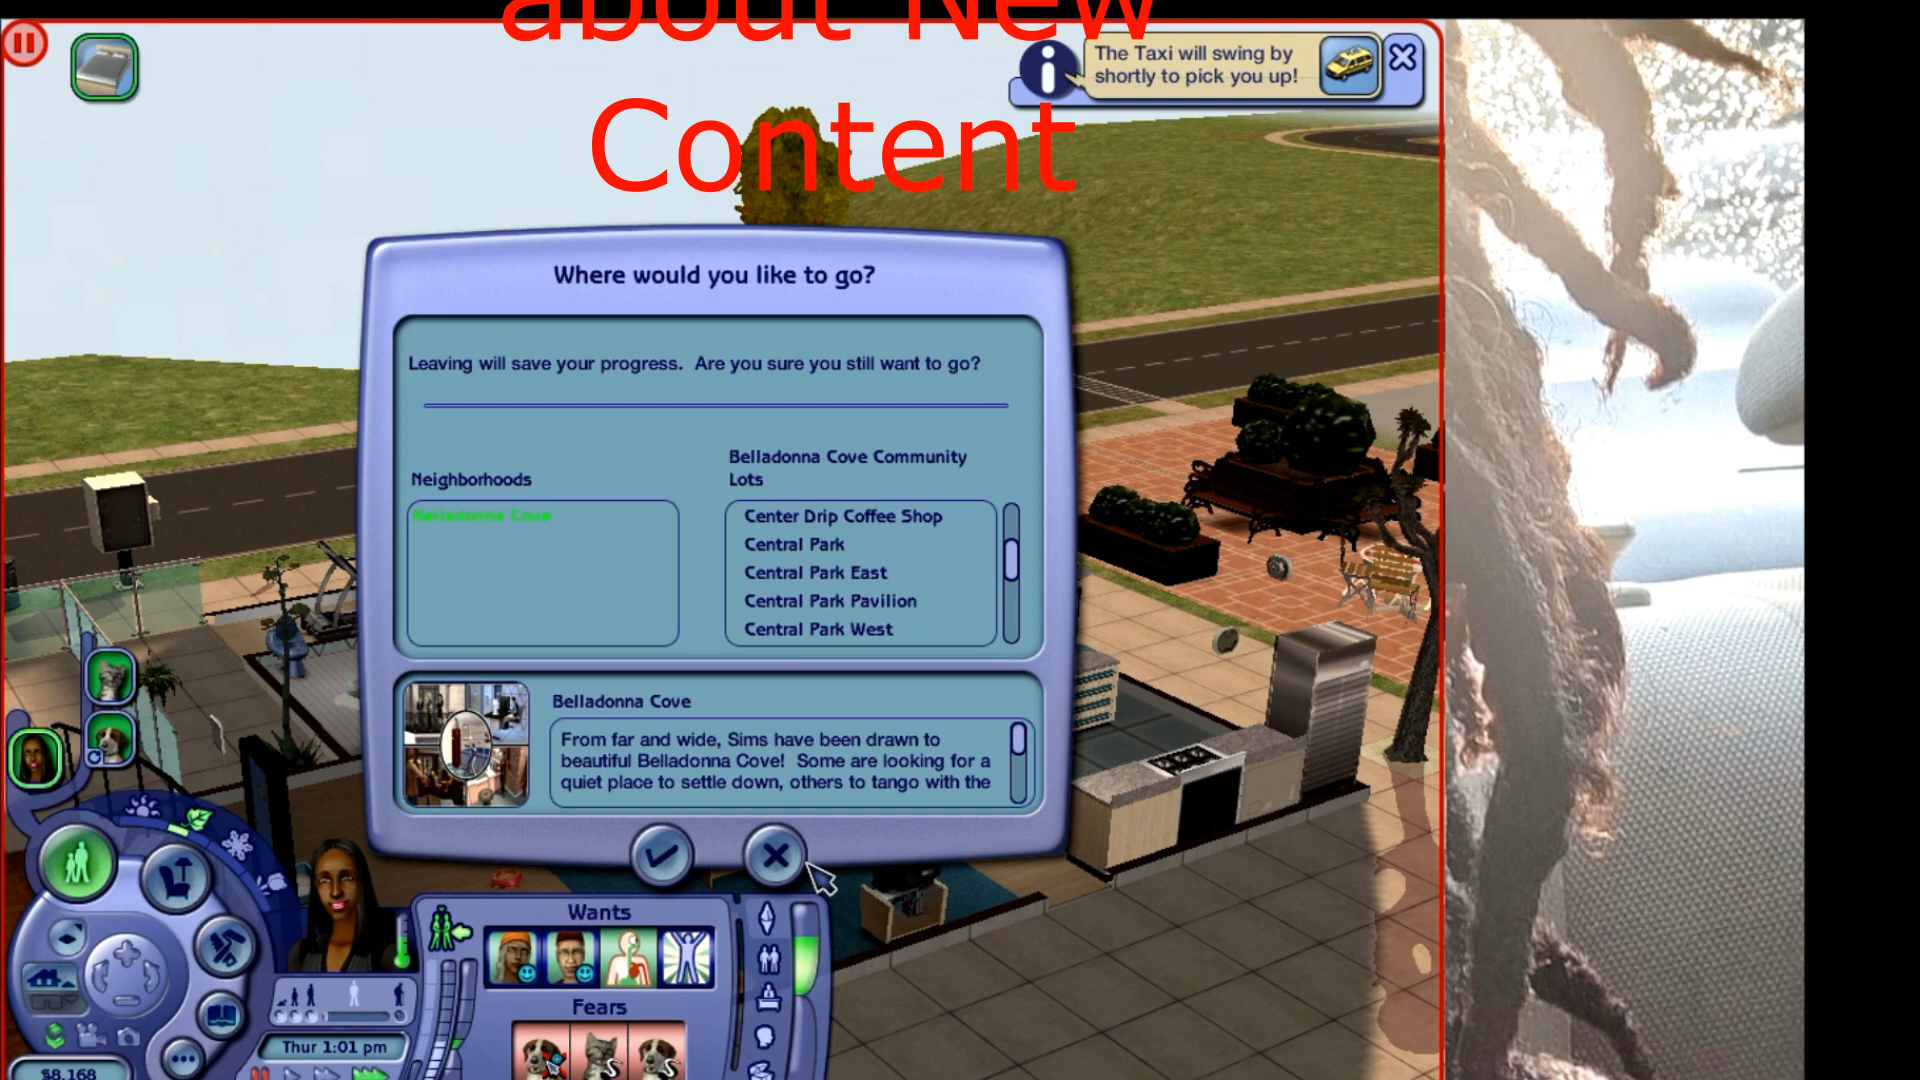 about New
Content
The Taxi will swing by
shortly to pick you up!
Where would you like to go?
Leaving will save your progress.  Are you sure you still want to go?
Neighborhoods
Belladonna Cove
Belladonna Cove Community
Lots
Center Drip Coffee Shop
Central Park
Central Park East
Central Park Pavilion
Central Park West
Belladonna Cove
From far and wide, Sims have been drawn to
beautiful Belladonna Cove!  Some are looking for a
quiet place to settle down, others to tango with the
Wants
Fears
Thur 1:01 pm
§8,168